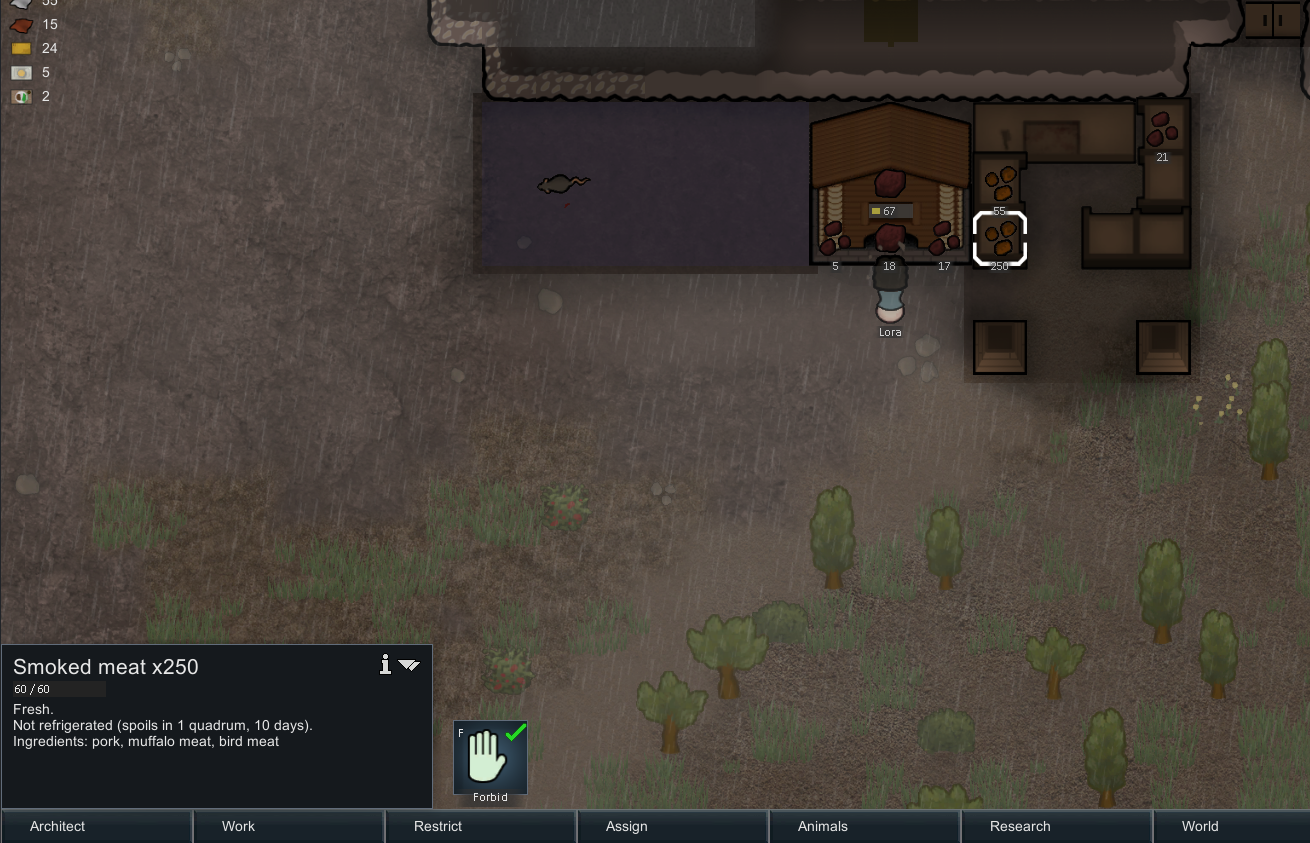 15
24
5
2
21
67
55
5
18
17
250
Lora
Smoked meat x250
60 / 60
Fresh.
Not refrigerated (spoils in 1 quadrum, 10 days).
Ingredients: pork, muffalo meat, bird meat
F
Forbid
Architect
Work
Restrict
Assign
Animals
Research
World